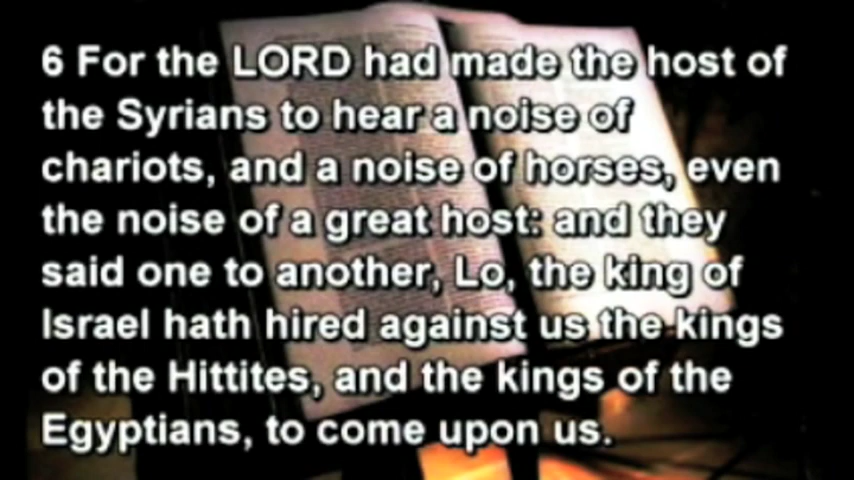 6 For the LORD had made the host of
the Syrians to hear a noise of
chariots, and a noise of horses, even
the noise of a great host: and they
said one to another, Lo, the king of
Israel hath hired against us the kings
of the Hittites, and the kings of the
Egyptians, to come upon us.